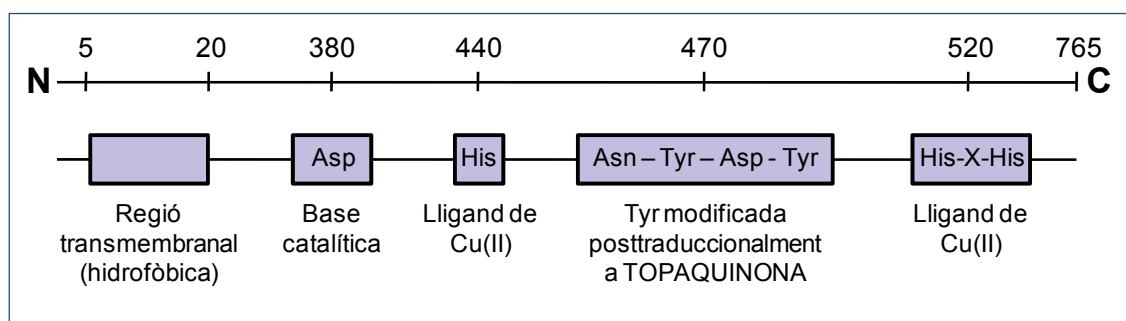 5 20 380 440 470 520 765
N C
Asp His Asn – Tyr – Asp - Tyr His-X-His
Regió
transmembranal
(hidrofòbica)
Base
catalítica
Lligand de
Cu(II)
Tyr modificada
posttraduccionalment
a TOPAQUINONA
Lligand de
Cu(II)